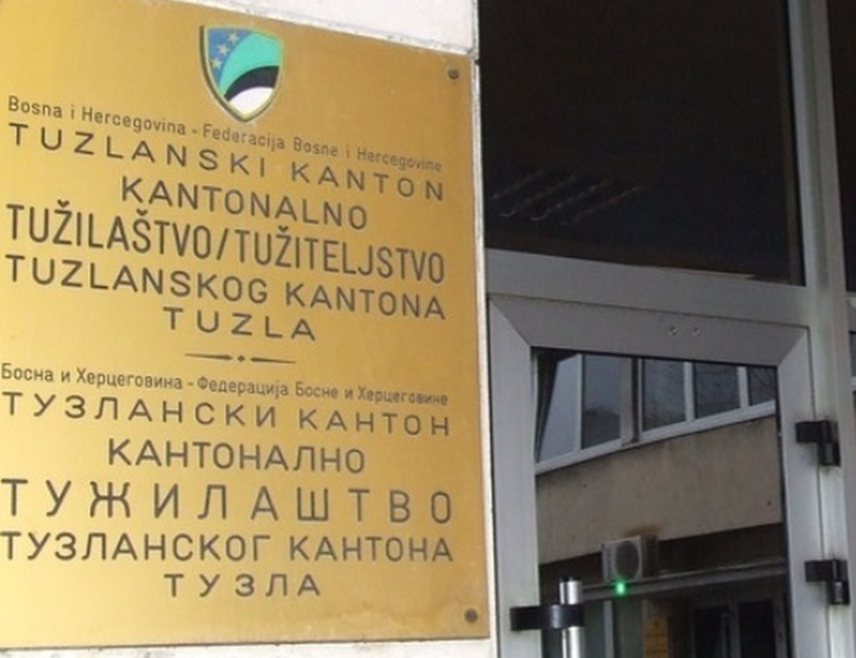 Bosna i Hercegovina - Federacija Bosne i Hercegovine
TUZLANSKI KANTON
KANTONALNO
TUŽILAŠTVO/TUŽITELJSTVO
TUZLANSKOG KANTONA
TUZLA
Босна и Херцеговина - Федерација Босне и Херцеговине
ТУЗЛАНСКИ КАНТОН
КАНТОНАЛНО
ТУЖИЛАШТВО
ТУЗЛАНСКОГ КАНТОНА
ТУЗЛА